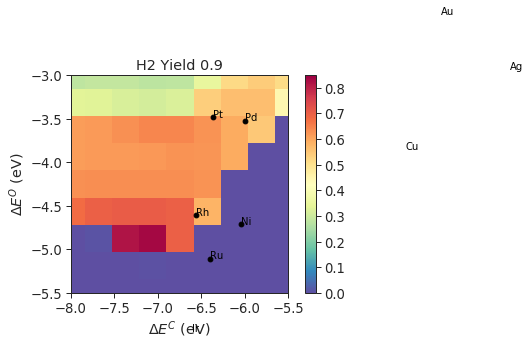 Au
Ag
H2 Yield 0.9
−3.0
−3.5
−4.0
−4.5
−5.0
−5.5
ΔE^O (eV)
Pt
Pd
Cu
Rh
Ni
Ru
0.8
0.7
0.6
0.5
0.4
0.3
0.2
0.1
0.0
−8.0 −7.5 −7.0 −6.5 −6.0 −5.5
ΔE^C (eV)
Ir